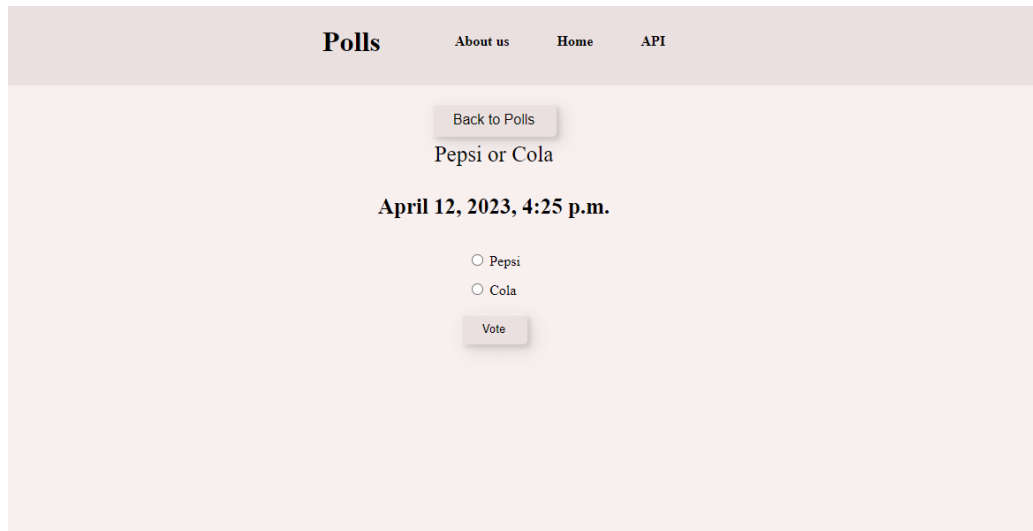 Polls About us Home API
Back to Polls
Pepsi or Cola
April 12, 2023, 4:25 p.m.
Pepsi
Cola
Vote